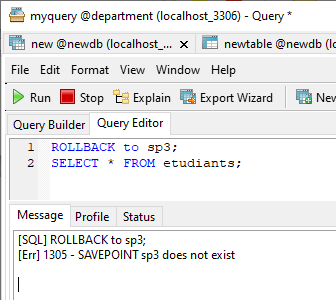 myquery @department (localhost_3306) - Query *
new @newdb (localhost_... newtable @newdb (locall
File Edit Format View Window Help
Run Stop Explain Export Wizard New
Query Builder Query Editor
1 ROLLBACK to sp3;
2 SELECT * FROM etudiants;
Message Profile Status
[SQL] ROLLBACK to sp3;
[Err] 1305 - SAVEPOINT sp3 does not exist